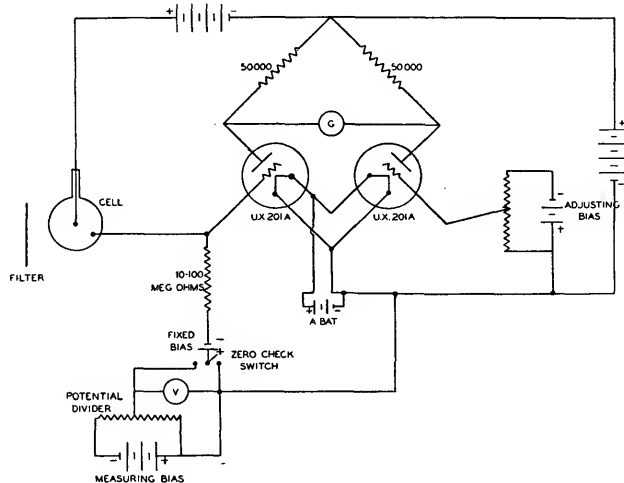 + -
50000
50000
G
+
-
CELL
U.X. 201A
U.X. 201A
-
ADJUSTING
BIAS
+
FILTER
10-100
MEG OHMS
+ -
A BAT
FIXED
BIAS
-
+
ZERO CHECK
SWITCH
V
POTENTIAL
DIVIDER
- +
MEASURING BIAS